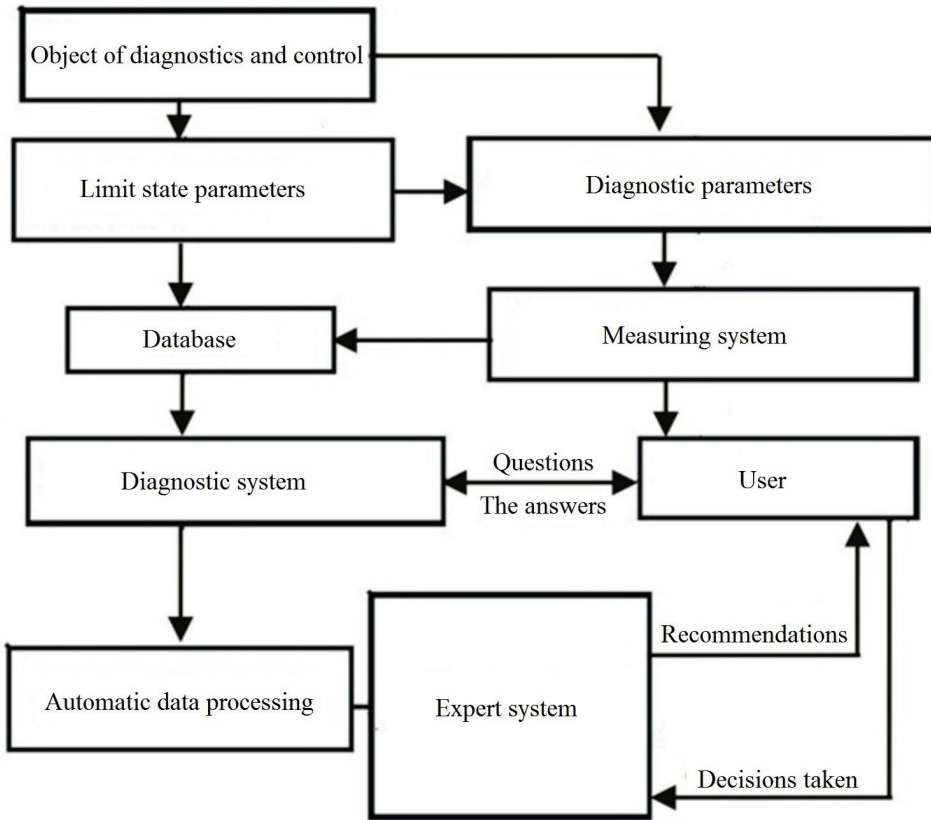 Object of diagnostics and control
Limit state parameters
Diagnostic parameters
Database
Measuring system
Diagnostic system
Questions
The answers
User
Recommendations
Automatic data processing
Expert system
Decisions taken